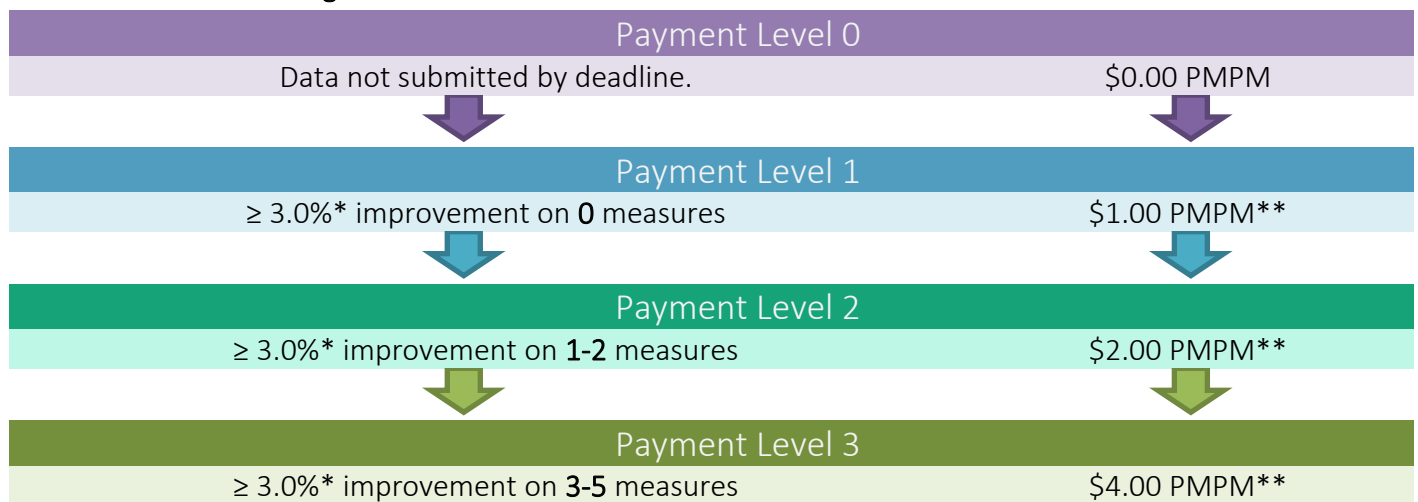 Payment Level 0
Data not submitted by deadline. $0.00 PMPM
Payment Level 1
≥ 3.0%* improvement on 0 measures $1.00 PMPM**
Payment Level 2
≥ 3.0%* improvement on 1-2 measures $2.00 PMPM**
Payment Level 3
≥ 3.0%* improvement on 3-5 measures $4.00 PMPM**